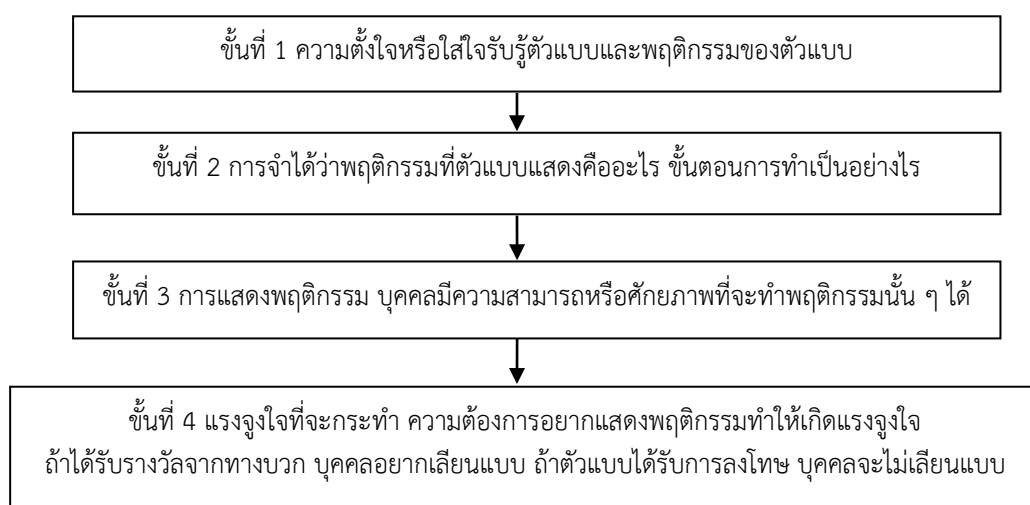 ขั้นที่ 1 ความตั้งใจหรือใส่ใจรับรู้ตัวแบบและพฤติกรรมของตัวแบบ
ขั้นที่ 2 การจำได้ว่าพฤติกรรมที่ตัวแบบแสดงคืออะไร ขั้นตอนการทำเป็นอย่างไร
ขั้นที่ 3 การแสดงพฤติกรรม บุคคลมีความสามารถหรือศักยภาพที่จะทำพฤติกรรมนั้น ๆ ได้
ขั้นที่ 4 แรงจูงใจที่จะกระทำ ความต้องการอยากแสดงพฤติกรรมทำให้เกิดแรงจูงใจ
ถ้าได้รับรางวัลจากทางบวก บุคคลอยากเลียนแบบ ถ้าตัวแบบได้รับการลงโทษ บุคคลจะไม่เลียนแบบ